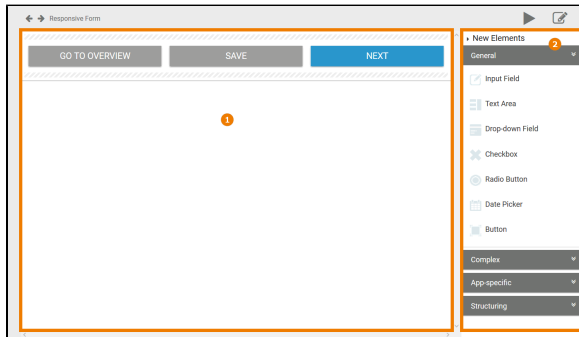 Responsive Form
GO TO OVERVIEW
SAVE
NEXT
1
New Elements
2
General
Input Field
Text Area
Drop-down Field
Checkbox
Radio Button
Date Picker
Button
Complex
App-specific
Structuring